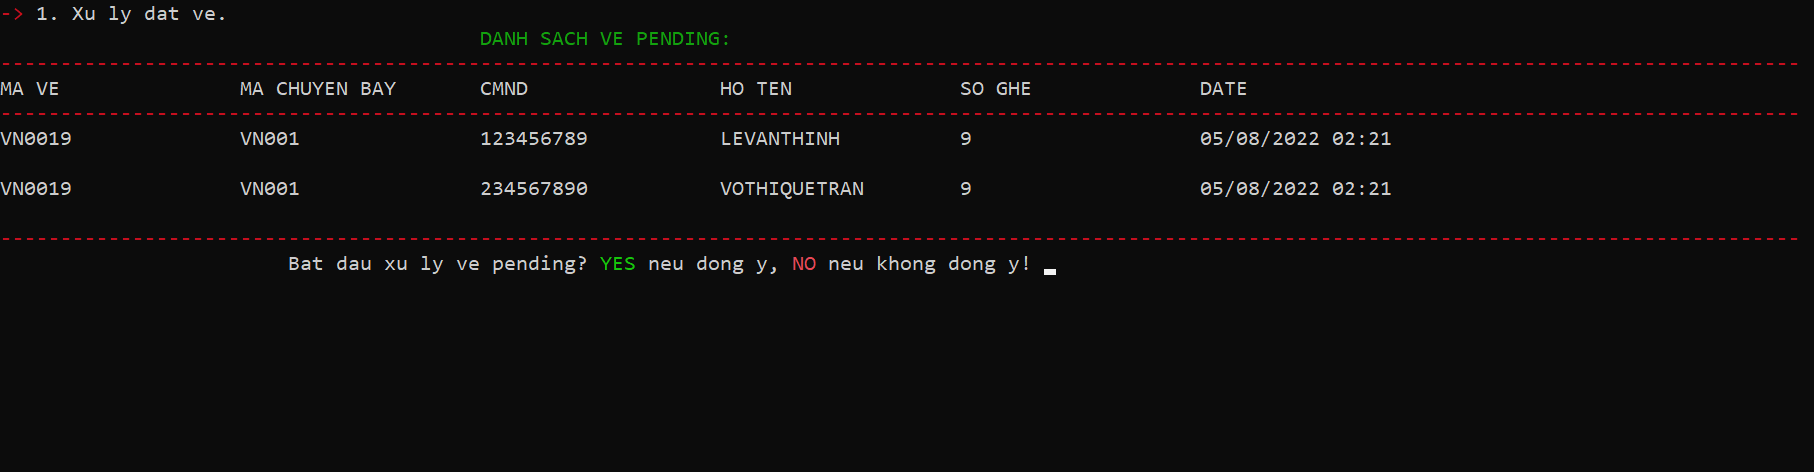 -> 1. Xu ly dat ve.
DANH SACH VE PENDING:
MA VE MA CHUYEN BAY CMND HO TEN SO GHE DATE
VN0019 VN001 123456789 LEVANTHINH 9 05/08/2022 02:21
VN0019 VN001 234567890 VOTHIQUETRAN 9 05/08/2022 02:21
Bat dau xu ly ve pending? YES neu dong y, NO neu khong dong y!